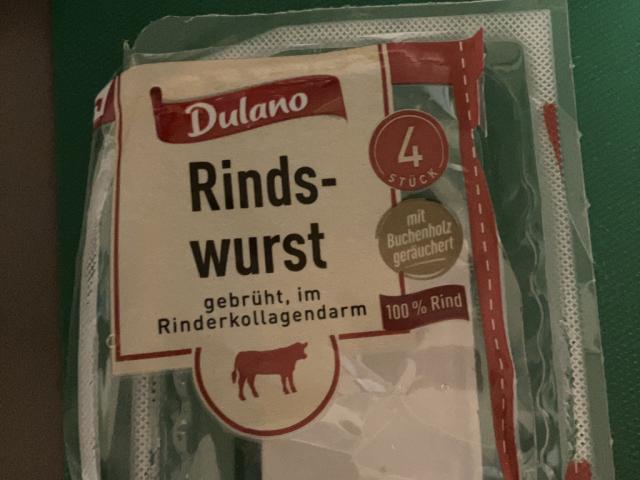 Dulano
Rinds-
wurst
gebrüht, im
Rinderkollagendarm
4
STÜCK
mit
Buchenholz
geräuchert
100 % Rind